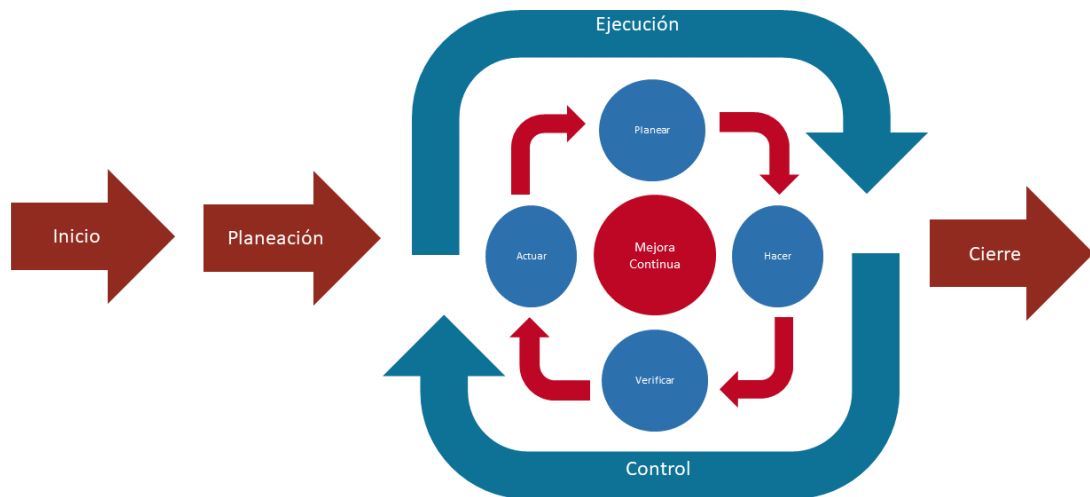 Ejecución
Planear
Inicio
Planeación
Actuar
Mejora
Continua
Hacer
Cierre
Verificar
Control